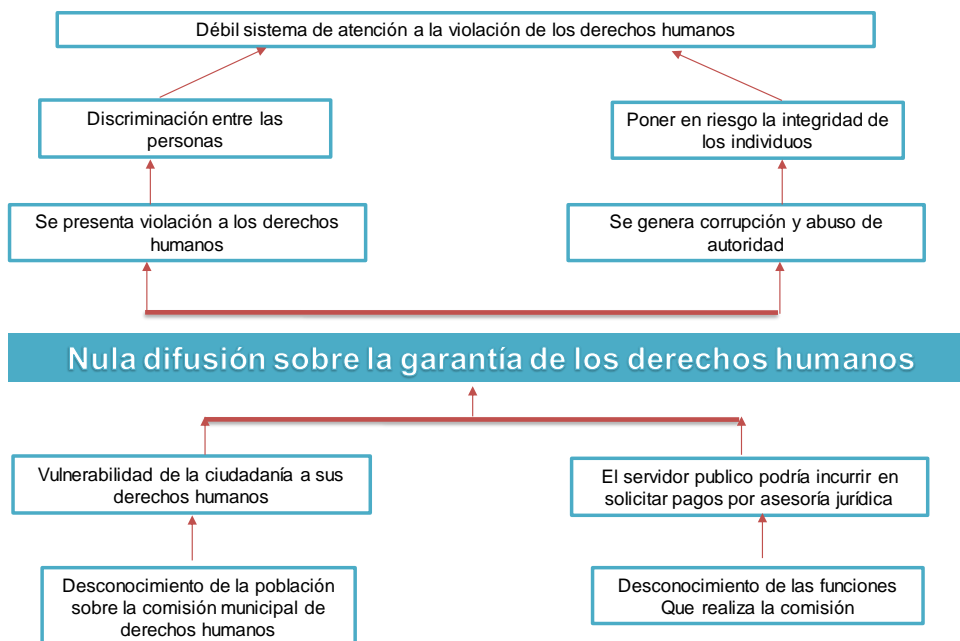 Débil sistema de atención a la violación de los derechos humanos
Discriminación entre las
personas
Poner en riesgo la integridad de
los individuos
Se presenta violación a los derechos
humanos
Se genera corrupción y abuso de
autoridad
Nula difusión sobre la garantía de los derechos humanos
Vulnerabilidad de la ciudadanía a sus
derechos humanos
El servidor publico podría incurrir en
solicitar pagos por asesoría jurídica
Desconocimiento de la población
sobre la comisión municipal de
derechos humanos
Desconocimiento de las funciones
Que realiza la comisión